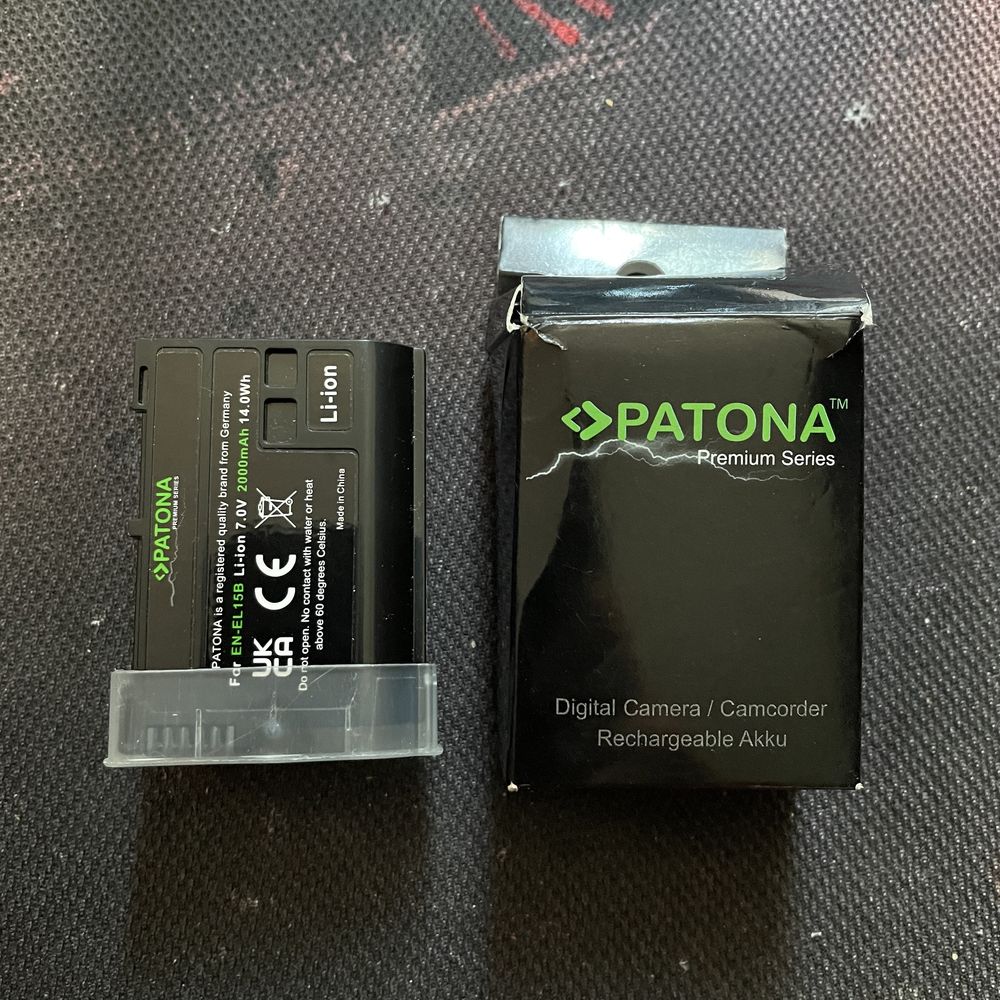 PATONA
PREMIUM SERIES
PATONA is a registered quality brand from Germany
For EN-EL15B Li-ion 7.0V 2000mAh 14.0Wh
UK
CA
CE
Do not open. No contact with water or heat
above 60 degrees Celsius.
Made in China
Li-ion
PATONA™
Premium Series
Digital Camera / Camcorder
Rechargeable Akku